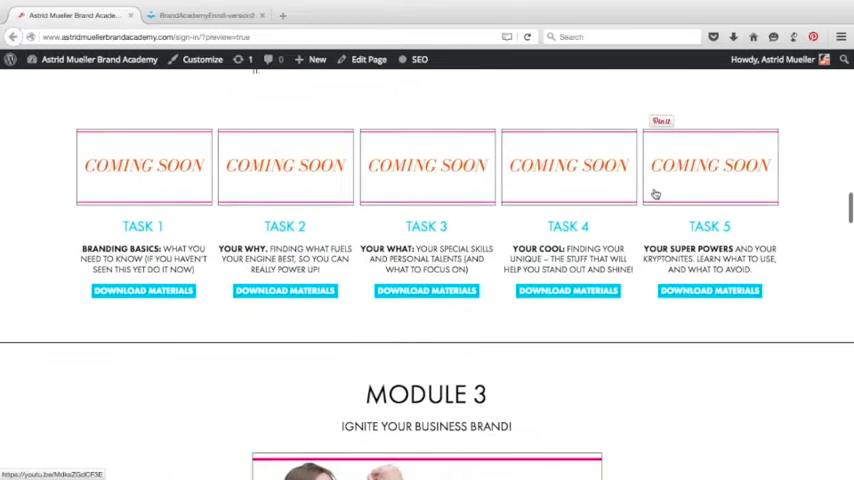 Astrid Mueller Brand Acade...
BrandAcademyEnroll-version2
www.astridmuellerbrandacademy.com/sign-in/?preview=true
Search
Astrid Mueller Brand Academy
Customize
1
0
New
Edit Page
SEO
Howdy, Astrid Mueller
Pin it
COMING SOON
COMING SOON
COMING SOON
COMING SOON
COMING SOON
TASK 1
BRANDING BASICS: WHAT YOU
NEED TO KNOW (IF YOU HAVEN'T
SEEN THIS YET DO IT NOW)
DOWNLOAD MATERIALS
TASK 2
YOUR WHY. FINDING WHAT FUELS
YOUR ENGINE BEST, SO YOU CAN
REALLY POWER UP!
DOWNLOAD MATERIALS
TASK 3
YOUR WHAT: YOUR SPECIAL SKILLS
AND PERSONAL TALENTS (AND
WHAT TO FOCUS ON)
DOWNLOAD MATERIALS
TASK 4
YOUR COOL: FINDING YOUR
UNIQUE – THE STUFF THAT WILL
HELP YOU STAND OUT AND SHINE!
DOWNLOAD MATERIALS
TASK 5
YOUR SUPER POWERS AND YOUR
KRYPTONITES. LEARN WHAT TO USE,
AND WHAT TO AVOID.
DOWNLOAD MATERIALS
MODULE 3
IGNITE YOUR BUSINESS BRAND!